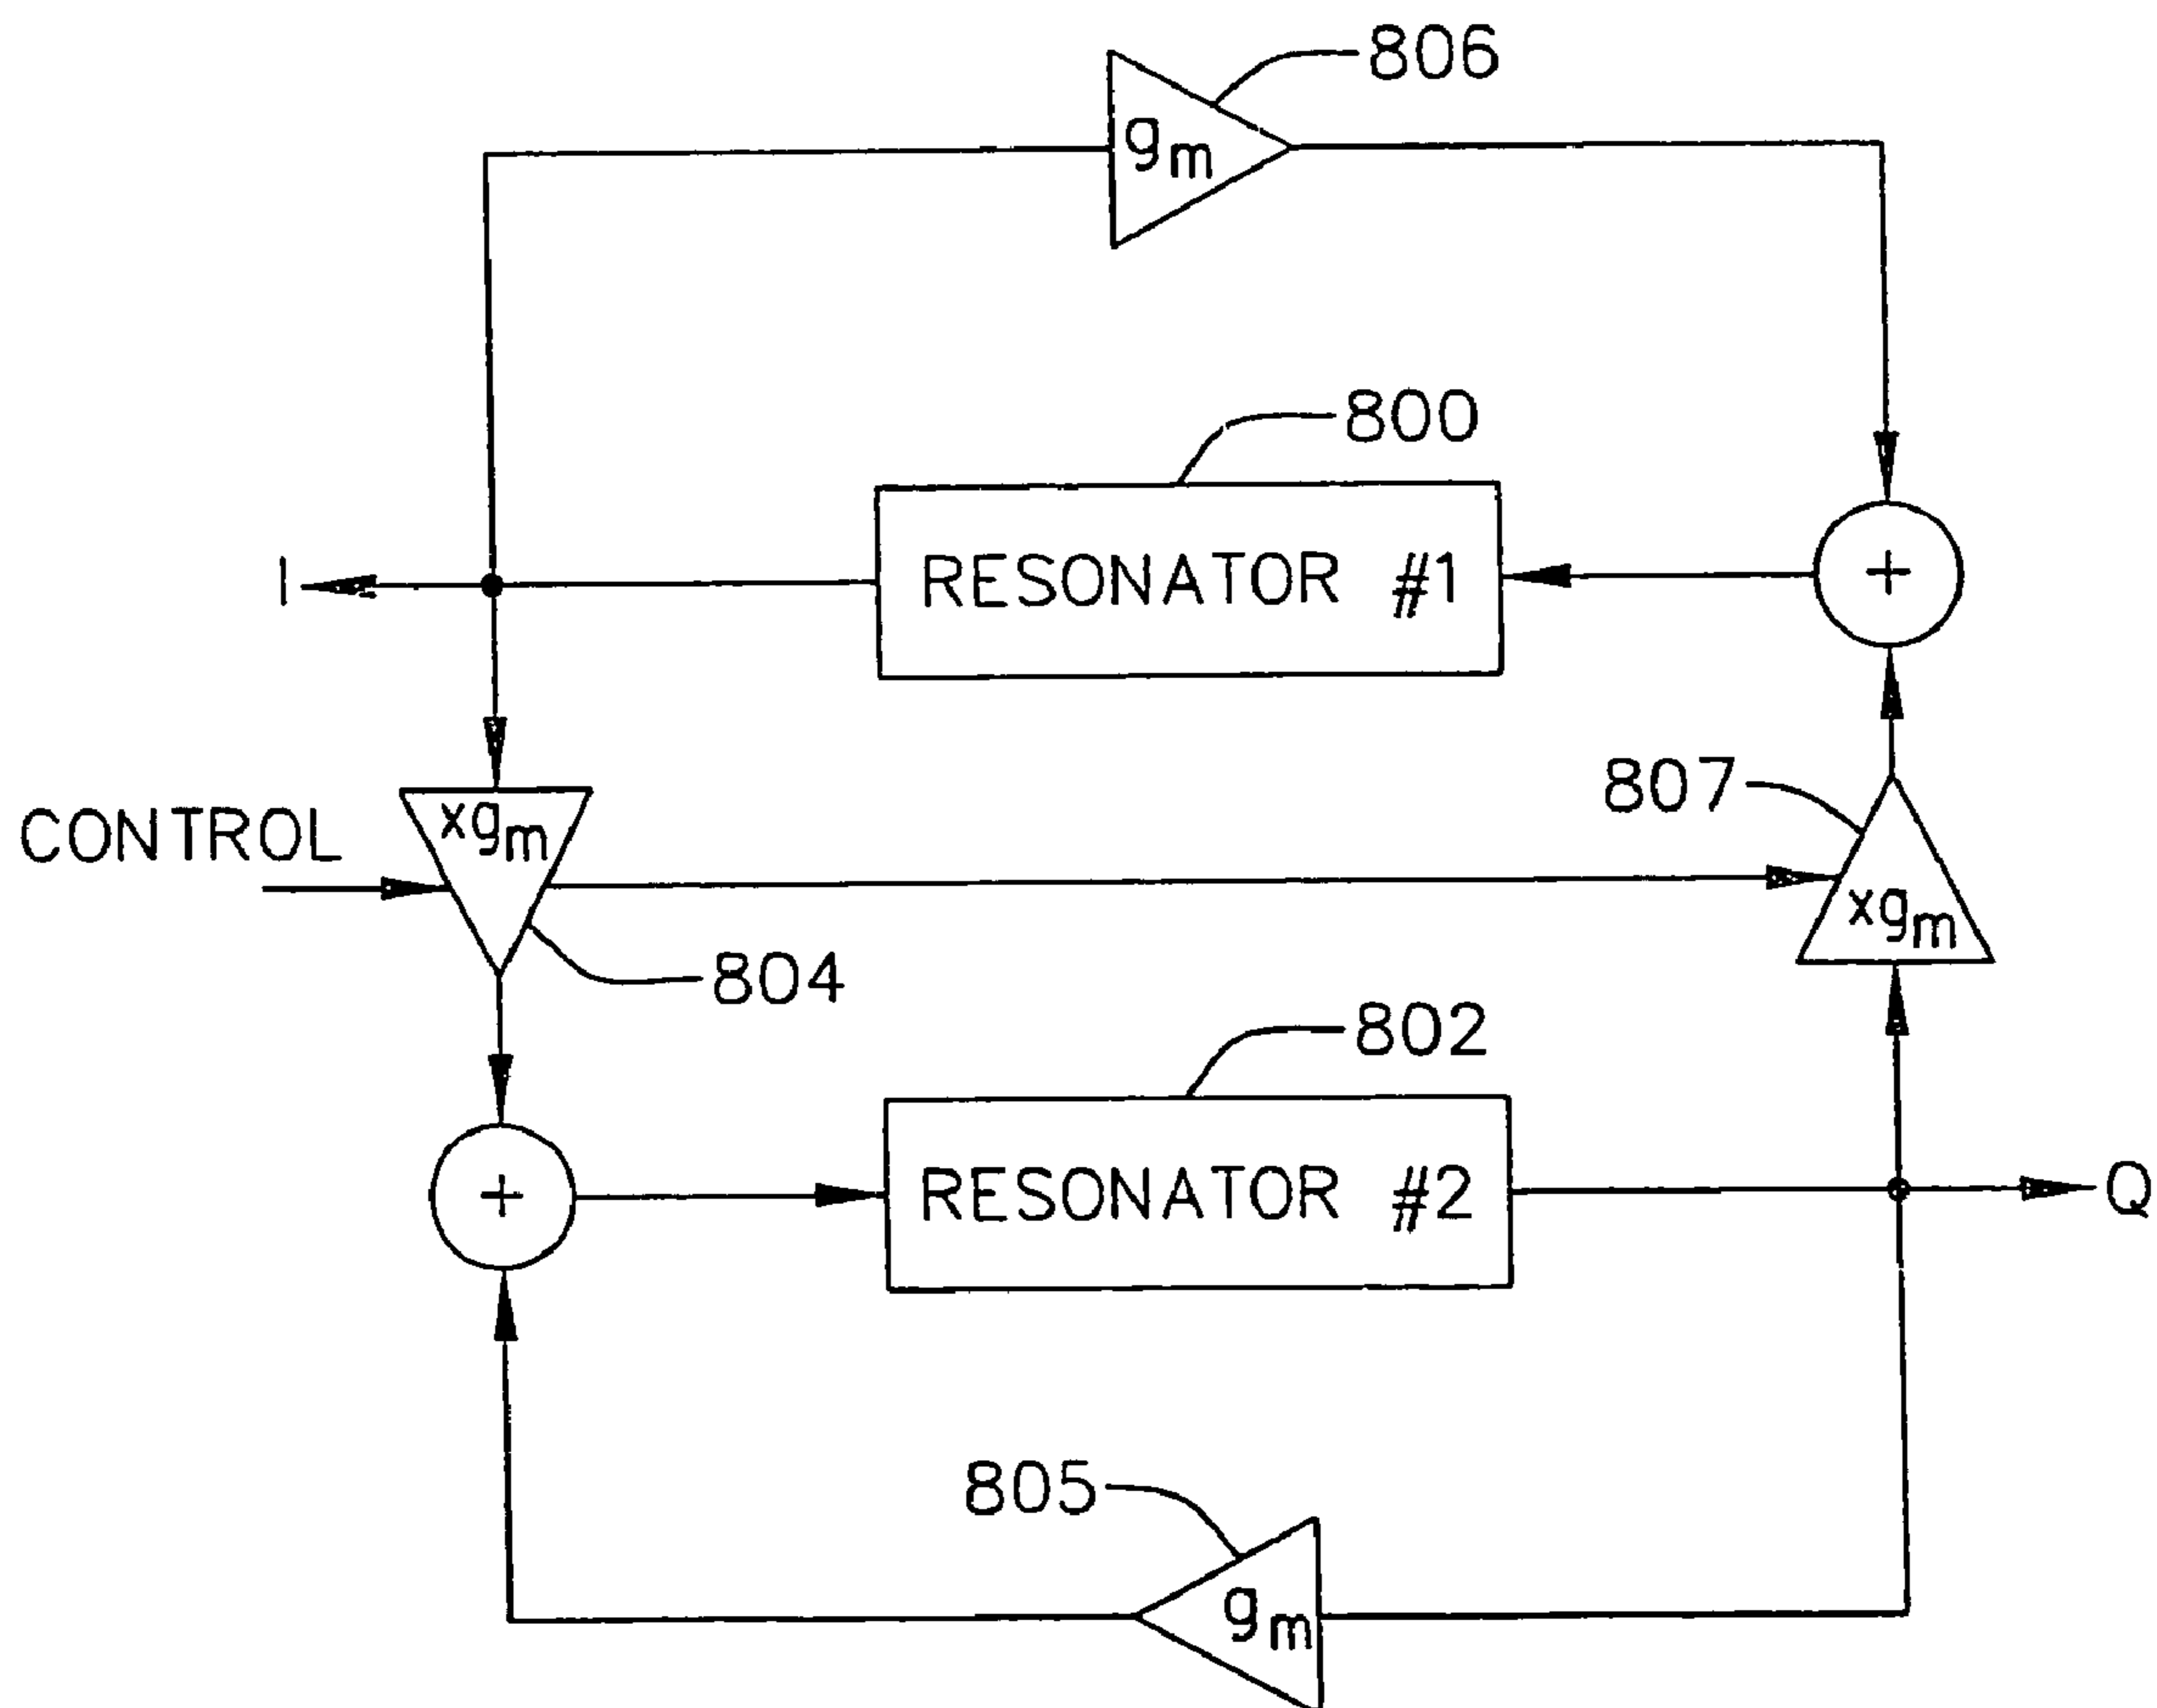 806
gm
800
I
RESONATOR #1
+
807
CONTROL
xgm
xgm
804
802
+
RESONATOR #2
Q
805
gm